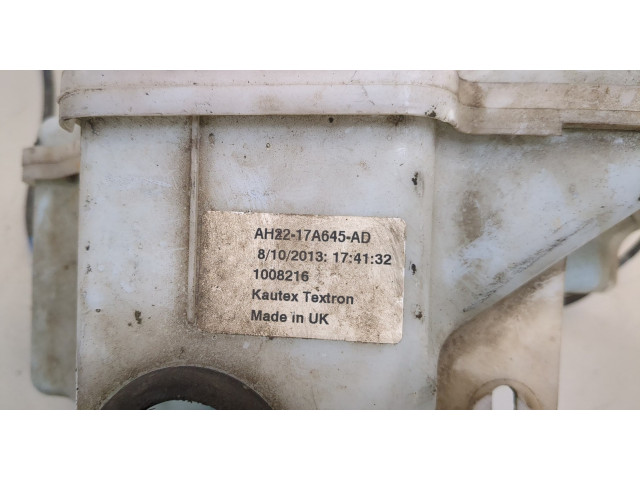 AH22-17A645-AD
8/10/2013: 17:41:32
1008216
Kautex Textron
Made in UK